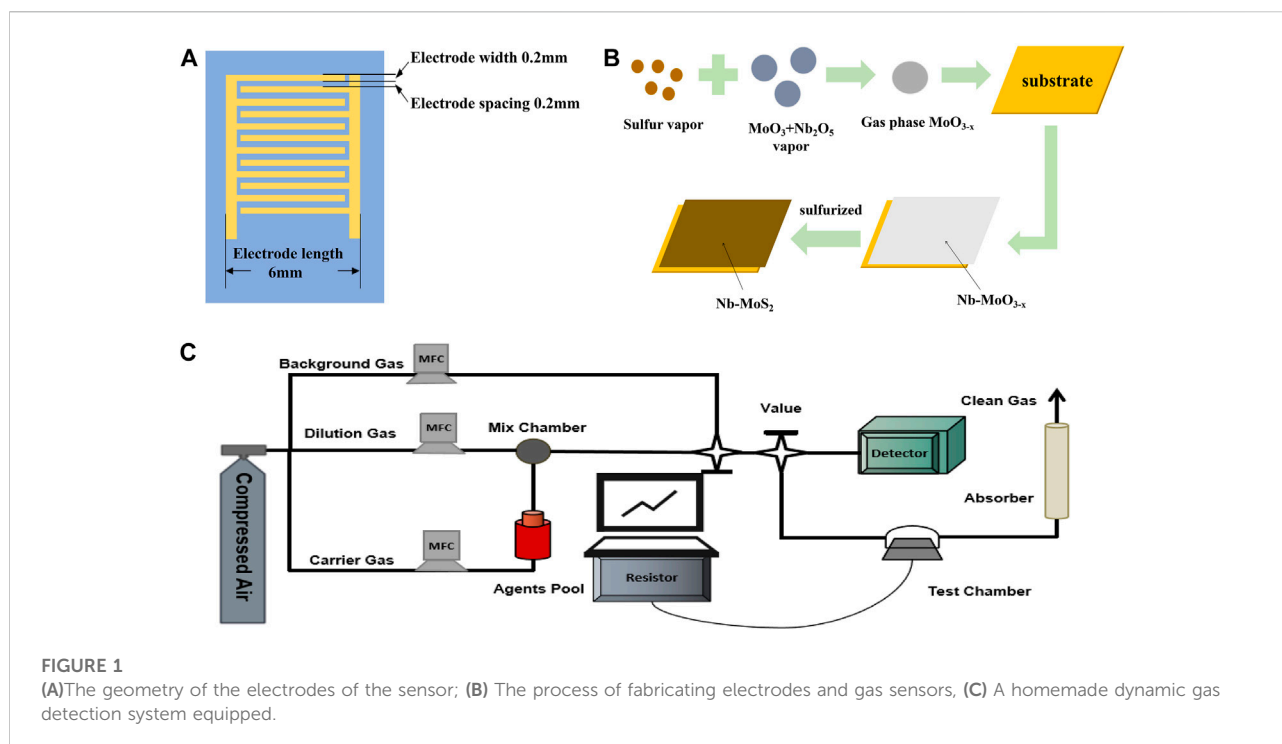 A
Electrode width 0.2mm
Electrode spacing 0.2mm
Electrode length
6mm
B
Sulfur vapor
MoO₃+Nb₂O₅
vapor
Gas phase MoO₃₋ₓ
substrate
sulfurized
Nb-MoS₂
Nb-MoO₃₋ₓ
C
Compressed Air
Background Gas
MFC
Dilution Gas
MFC
Mix Chamber
Carrier Gas
MFC
Agents Pool
Resistor
Value
Detector
Clean Gas
Absorber
Test Chamber
FIGURE 1
(A)The geometry of the electrodes of the sensor; (B) The process of fabricating electrodes and gas sensors, (C) A homemade dynamic gas
detection system equipped.